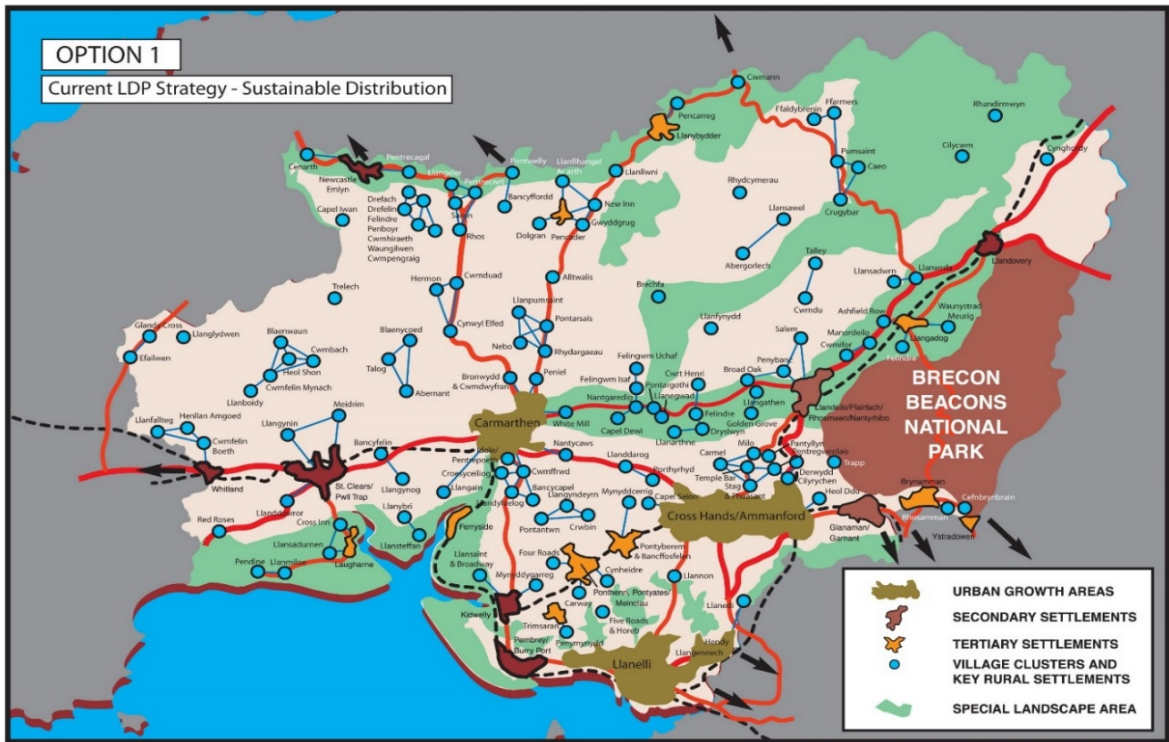 OPTION 1
Current LDP Strategy - Sustainable Distribution
Cwmann
Pencarreg
Llanybydder
Ffaldybrenin
Ffarmers
Rhandirmwyn
Cilycwm
Cynghordy
Pumsaint
Caeo
Crugybar
Cenarth
Newcastle
Emlyn
Pentrecagal
Llangeler
Pentrecwrt
Pontwelly
Bancyffordd
Llanfihangel
Ararth
Llanllwni
New Inn
Gwyddgrug
Pencader
Dolgran
Capel Iwan
Drefach
Drefelin
Felindre
Penboyr
Cwmhiraeth
Waungilwen
Cwmpengraig
Saron
Rhos
Rhydcymerau
Llansawel
Abergorlech
Talley
Cwmdu
Llansadwrn
Llanwrda
Llandovery
Hermon
Cwmduad
Alltwalis
Trelech
Cynwyl Elfed
Llanpumsaint
Pontarsais
Nebo
Rhydargaeau
Brechfa
Llanfynydd
Ashfield Row
Manordeilo
Cwmifor
Waunystrad
Meurig
Llangadog
Felindre
Salem
Penybanc
Glandy Cross
Llanglydwen
Efailwen
Blaenwaun
Cwmbach
Heol Shon
Cwmfelin Mynach
Llanboidy
Blaenycoed
Talog
Abernant
Bronwydd
& Cwmdwyfran
Peniel
Felingwm Uchaf
Felingwm Isaf
Nantgaredig
Pontargothi
Llanegwad
Cwrt Henri
Broad Oak
Felindre
Llangathen
Golden Grove
Dryslwyn
Llanarthne
Capel Dewi
White Mill
Carmarthen
Llandeilo/Ffairfach/
Rhosmaen/Nantyrhibo
BRECON
BEACONS
NATIONAL
PARK
Llanfallteg
Henllan Amgoed
Cwmfelin
Boeth
Whitland
Llangynin
Meidrim
St. Clears/
Pwll Trap
Bancyfelin
Llangynog
Llangain
Llanybri
Llansteffan
Llanddowror
Red Roses
Cross Inn
Llansadurnen
Laugharne
Pendine
Llanmiloe
Ferryside
Idole/
Pentrepoeth
Croesyceiliog
Cwmffrwd
Bancycapel
Llandyfaelog
Nantycaws
Llanddarog
Porthyrhyd
Mynyddcerrig
Capel Seion
Llangyndeyrn
Pontantwn
Crwbin
Pontyberem
& Bancffosfelen
Carmel
Milo
Temple Bar
Stag
& Pheasant
Pantyllyn
Pentregwenlais
Derwydd
Cilyrychen
Trapp
Heol Ddu
Cross Hands/Ammanford
Glanaman/
Garnant
Brynamman
Rhosamman
Cefnbrynbrain
Ystradowen
Llansaint
& Broadway
Mynyddygarreg
Kidwelly
Four Roads
Cynheidre
Ponthenri, Pontyates/
Meinciau
Carway
Trimsaran
Five Roads
& Horeb
Penymynydd
Pembrey/
Burry Port
Llanelli
Llannon
Llanedi
Hendy
Llangennech
URBAN GROWTH AREAS
SECONDARY SETTLEMENTS
TERTIARY SETTLEMENTS
VILLAGE CLUSTERS AND
KEY RURAL SETTLEMENTS
SPECIAL LANDSCAPE AREA